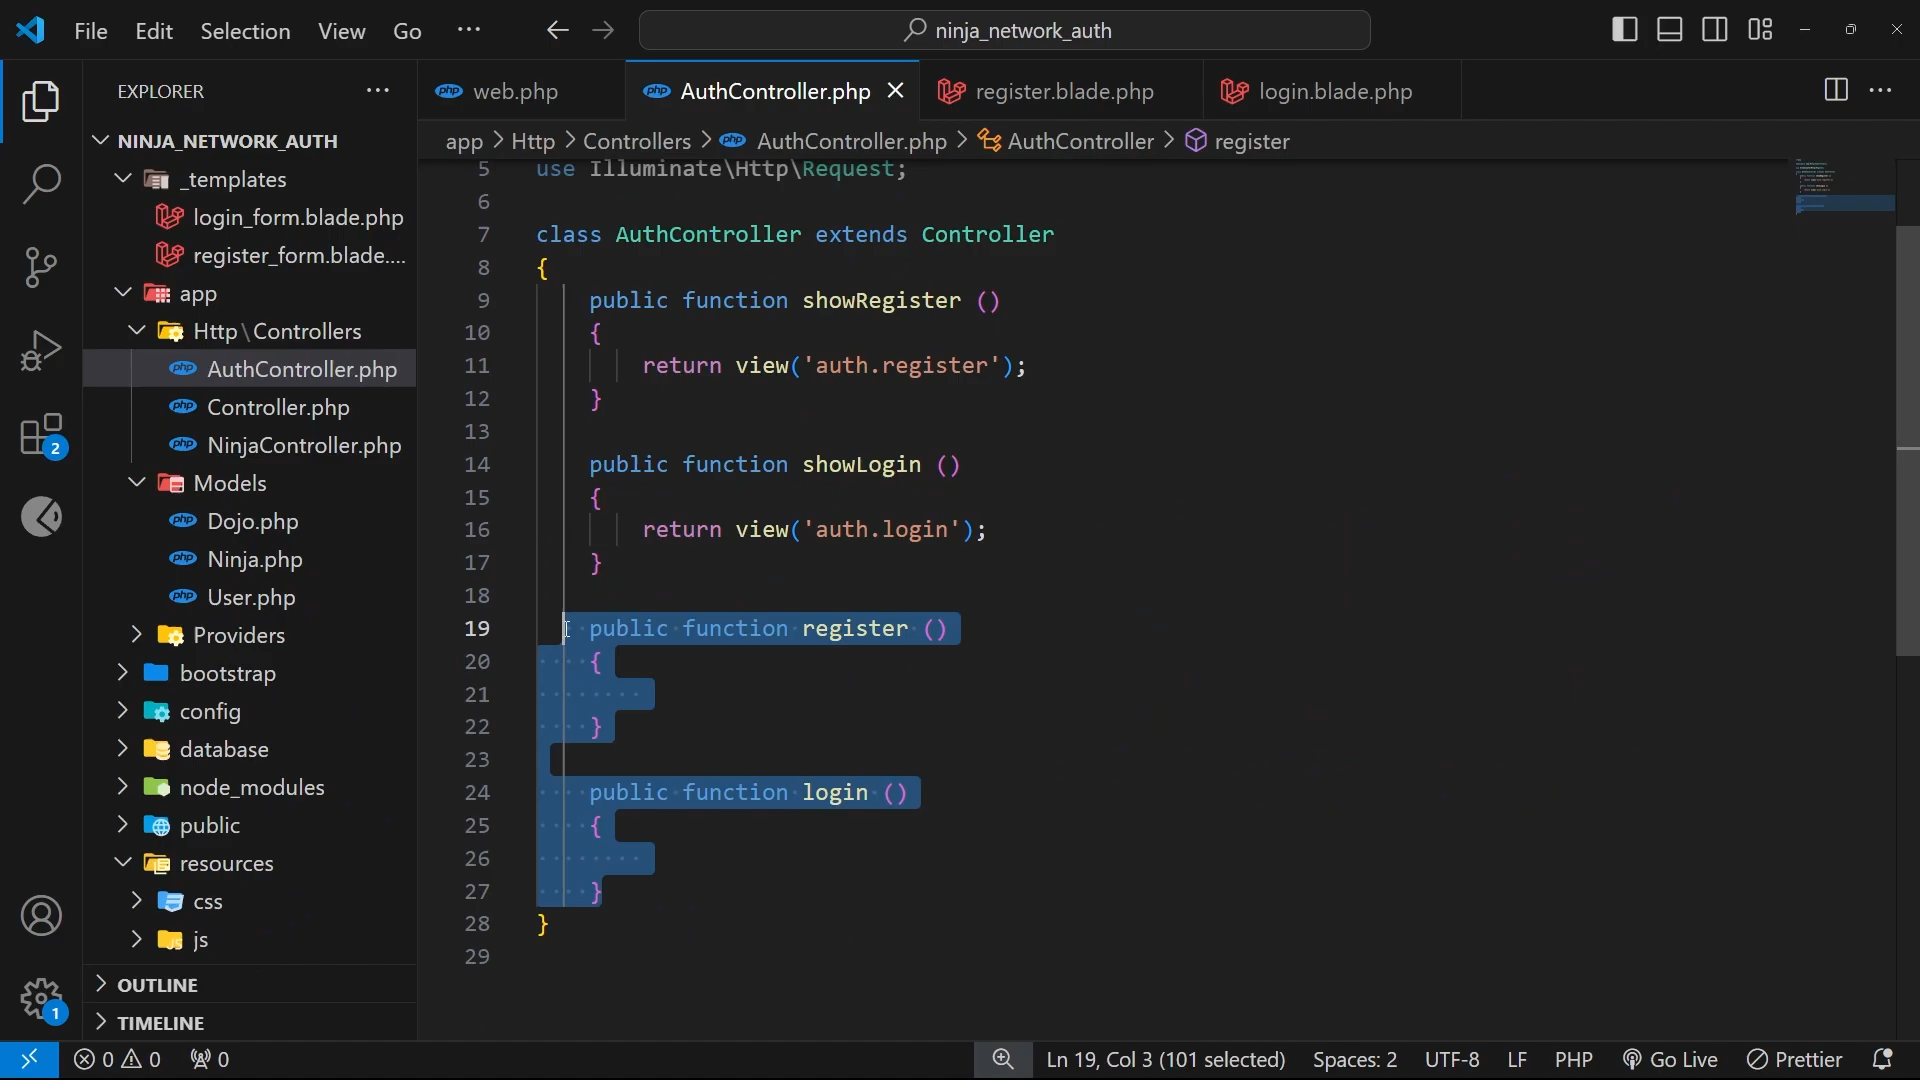 File Edit Selection View Go ··· ninja_network_auth
EXPLORER ···
web.php AuthController.php register.blade.php login.blade.php ···
NINJA_NETWORK_AUTH
app > Http > Controllers > AuthController.php > AuthController > register
_templates
login_form.blade.php
register_form.blade....
app
Http\Controllers
AuthController.php
Controller.php
NinjaController.php
Models
Dojo.php
Ninja.php
User.php
Providers
bootstrap
config
database
node_modules
public
resources
css
js
OUTLINE
TIMELINE
5 use Illuminate\Http\Request;
6
7 class AuthController extends Controller
8 {
9 public function showRegister ()
10 {
11 return view('auth.register');
12 }
13
14 public function showLogin ()
15 {
16 return view('auth.login');
17 }
18
19 public function register ()
20 {
21
22 }
23
24 public function login ()
25 {
26
27 }
28 }
29
2
1
0 0 0 Ln 19, Col 3 (101 selected) Spaces: 2 UTF-8 LF PHP Go Live Prettier